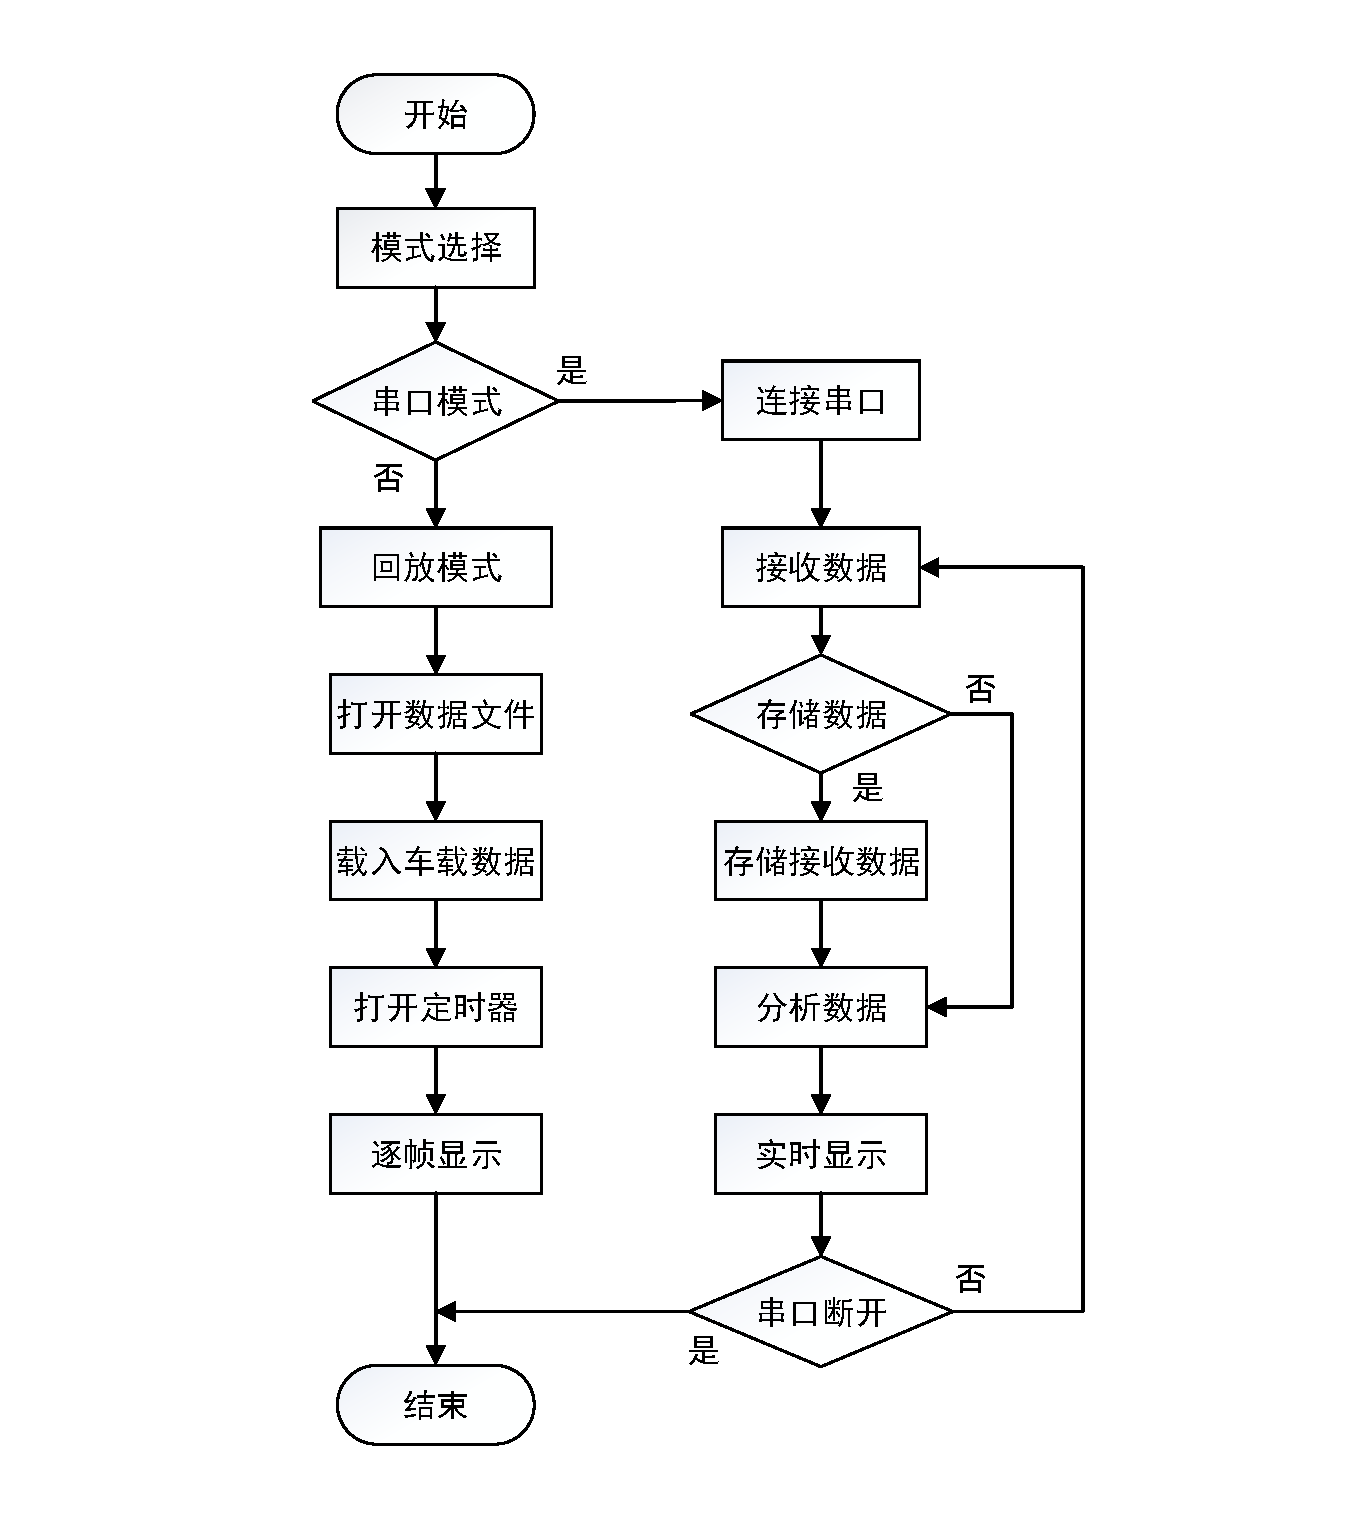 开始
模式选择
串口模式
是
连接串口
否
回放模式
接收数据
打开数据文件
存储数据
否
是
载入车载数据
存储接收数据
打开定时器
分析数据
逐帧显示
实时显示
串口断开
否
是
结束